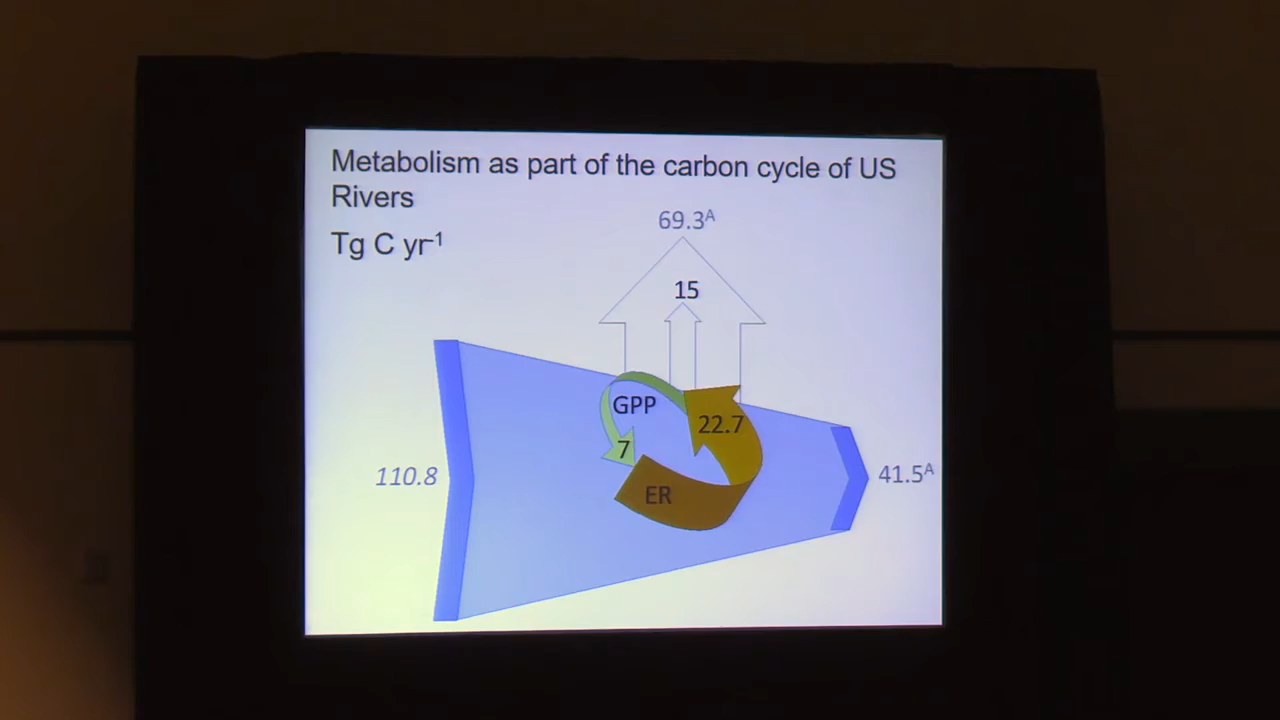 Metabolism as part of the carbon cycle of US
Rivers
Tg C yr-1
69.3A
15
GPP
22.7
7
110.8
41.5A
ER